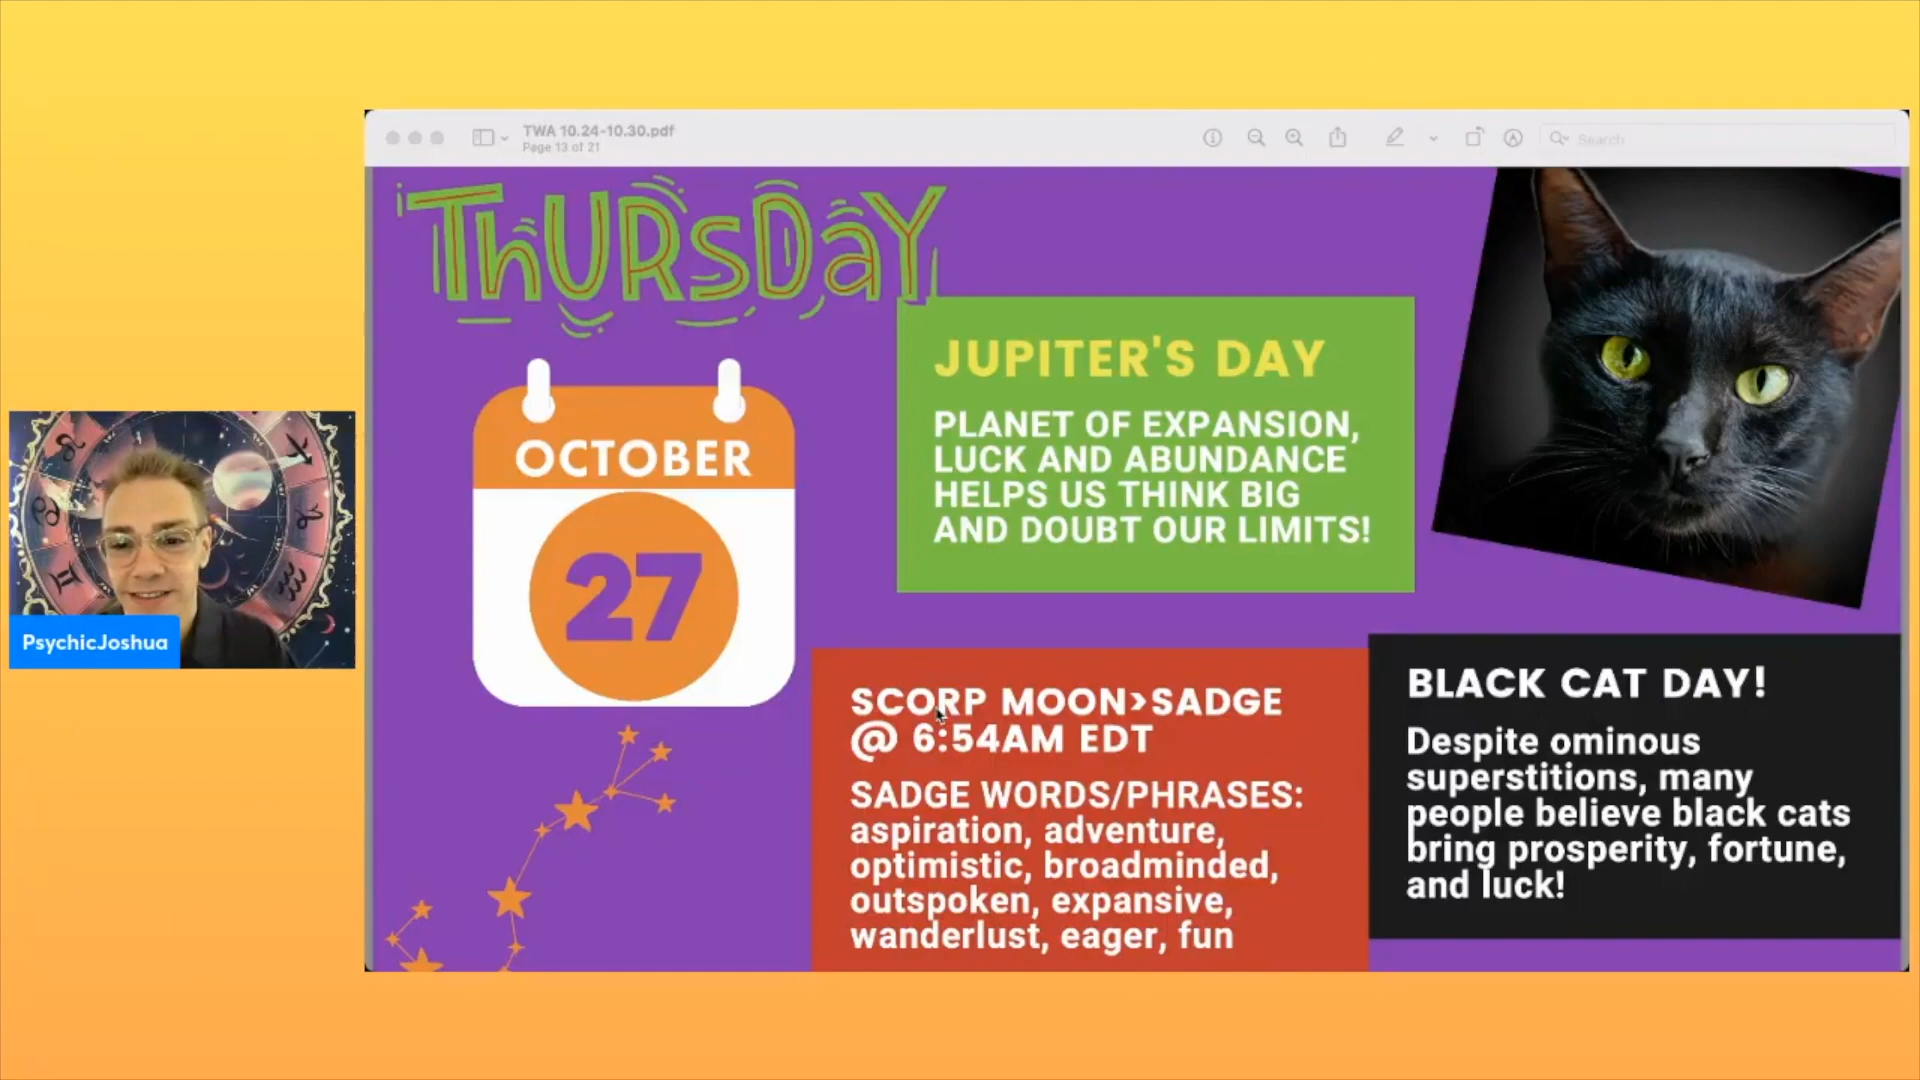 TWA 10.24-10.30.pdf
Page 13 of 21
Search
THURSDAY
OCTOBER
27
JUPITER'S DAY
PLANET OF EXPANSION,
LUCK AND ABUNDANCE
HELPS US THINK BIG
AND DOUBT OUR LIMITS!
PsychicJoshua
SCORP MOON>SADGE
@ 6:54AM EDT
SADGE WORDS/PHRASES:
aspiration, adventure,
optimistic, broadminded,
outspoken, expansive,
wanderlust, eager, fun
BLACK CAT DAY!
Despite ominous
superstitions, many
people believe black cats
bring prosperity, fortune,
and luck!